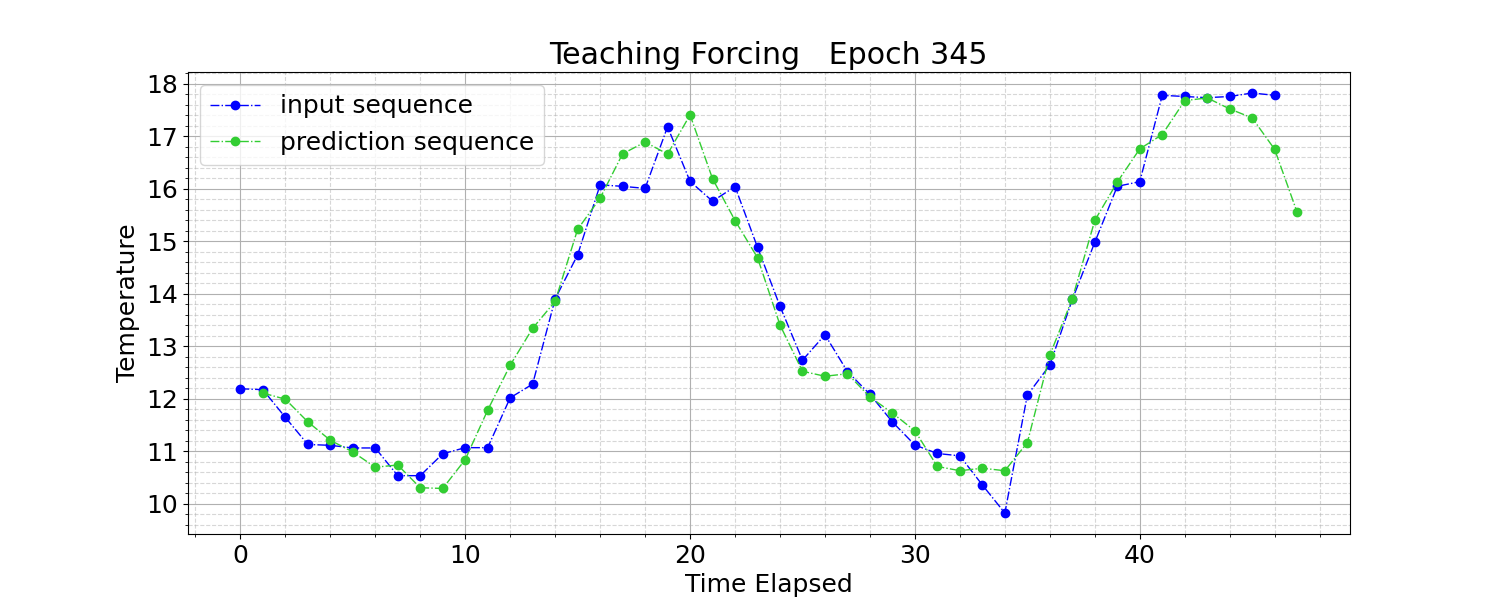 Teaching Forcing   Epoch 345
18
17
16
15
14
13
12
11
10
Temperature
input sequence
prediction sequence
0 10 20 30 40
Time Elapsed